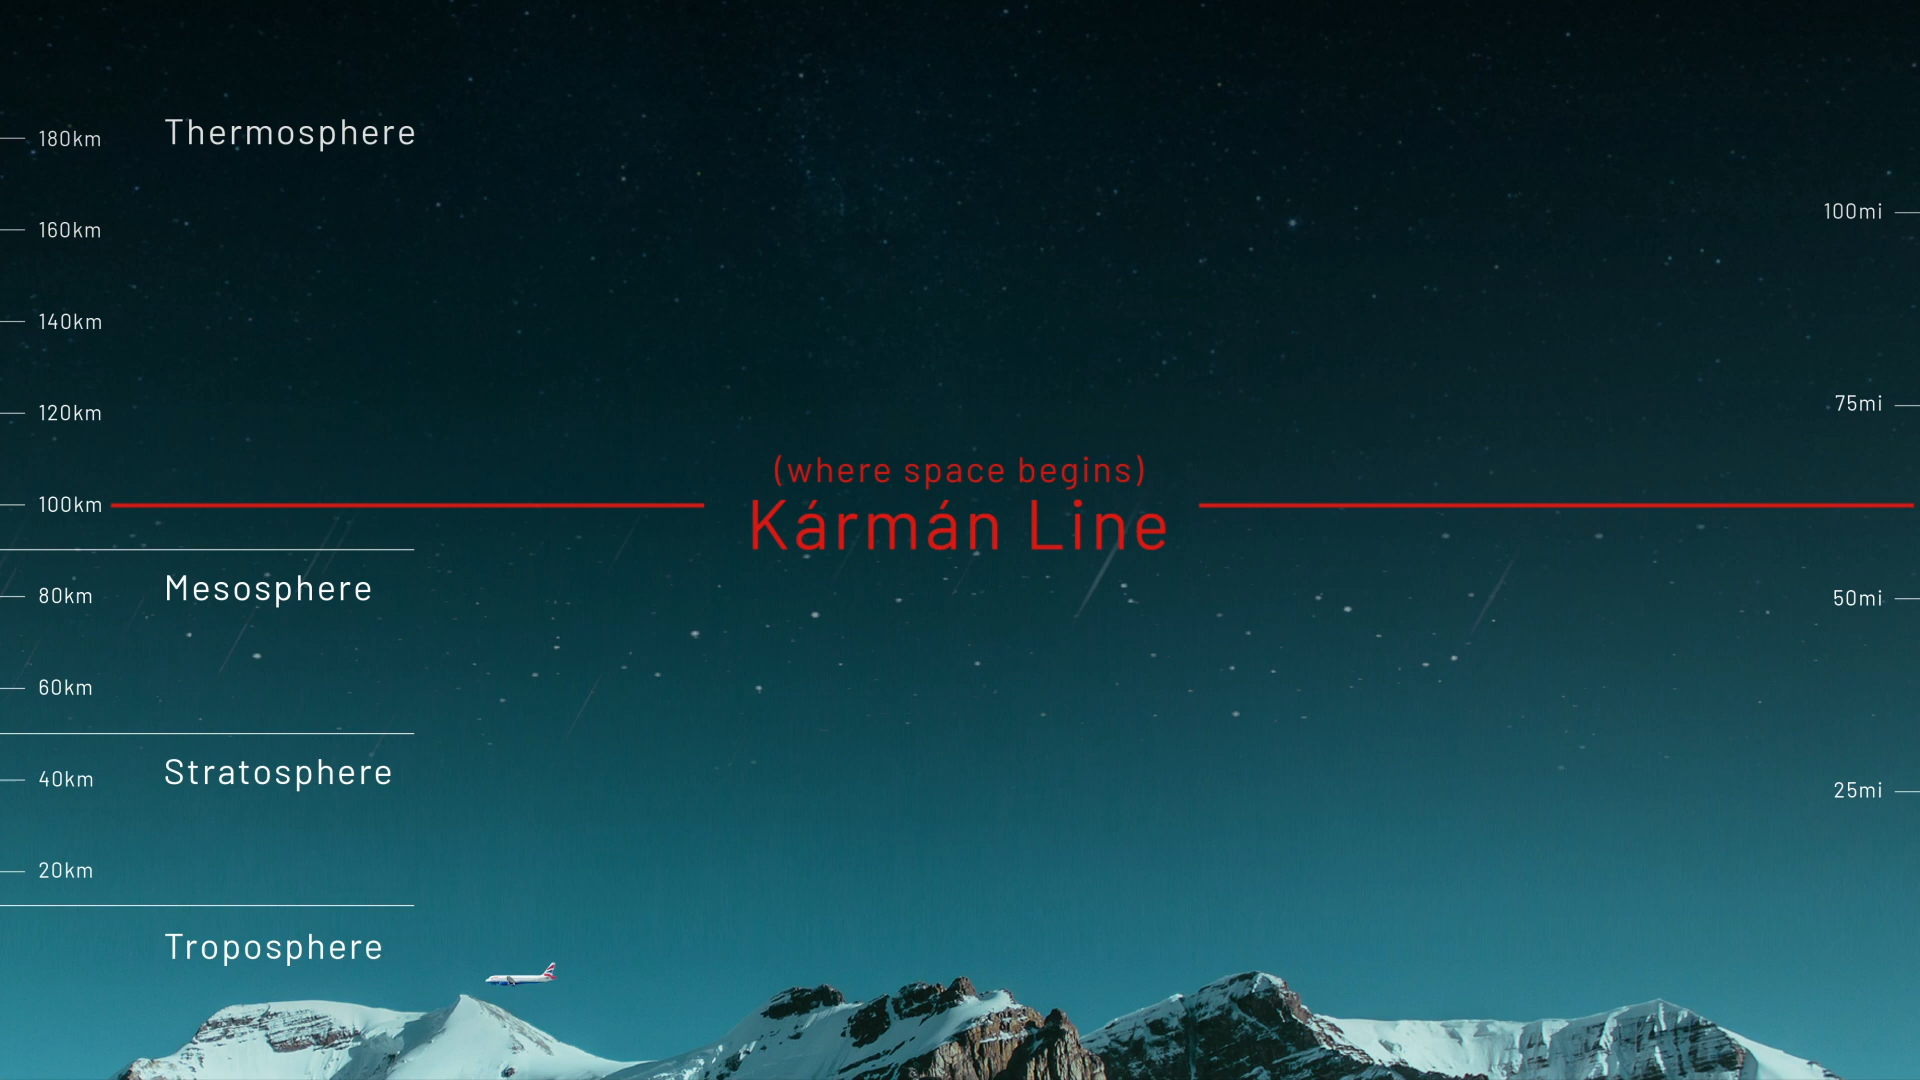 Thermosphere
180km
160km
100mi
140km
120km
75mi
(where space begins)
100km
Kármán Line
Mesosphere
80km
50mi
60km
Stratosphere
40km
25mi
20km
Troposphere